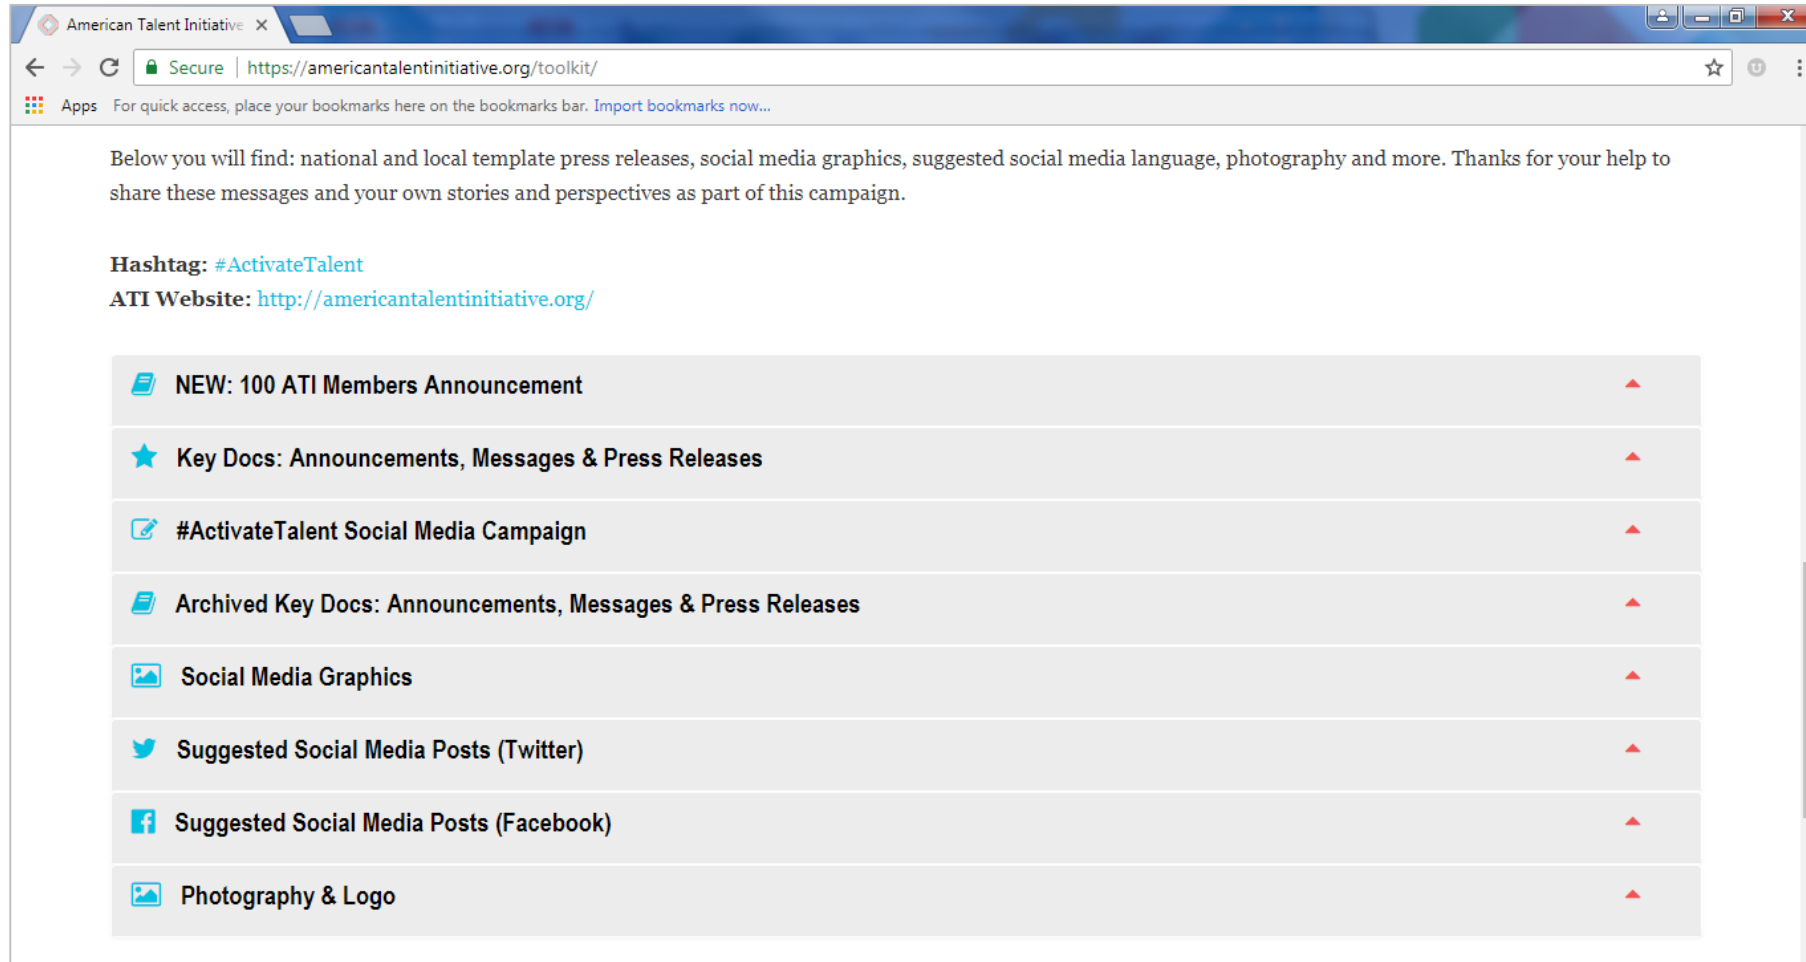 American Talent Initiative
Secure https://americantalentinitiative.org/toolkit/
Apps For quick access, place your bookmarks here on the bookmarks bar. Import bookmarks now...
Below you will find: national and local template press releases, social media graphics, suggested social media language, photography and more. Thanks for your help to
share these messages and your own stories and perspectives as part of this campaign.
Hashtag: #ActivateTalent
ATI Website: http://americantalentinitiative.org/
NEW: 100 ATI Members Announcement
Key Docs: Announcements, Messages & Press Releases
#ActivateTalent Social Media Campaign
Archived Key Docs: Announcements, Messages & Press Releases
Social Media Graphics
Suggested Social Media Posts (Twitter)
Suggested Social Media Posts (Facebook)
Photography & Logo